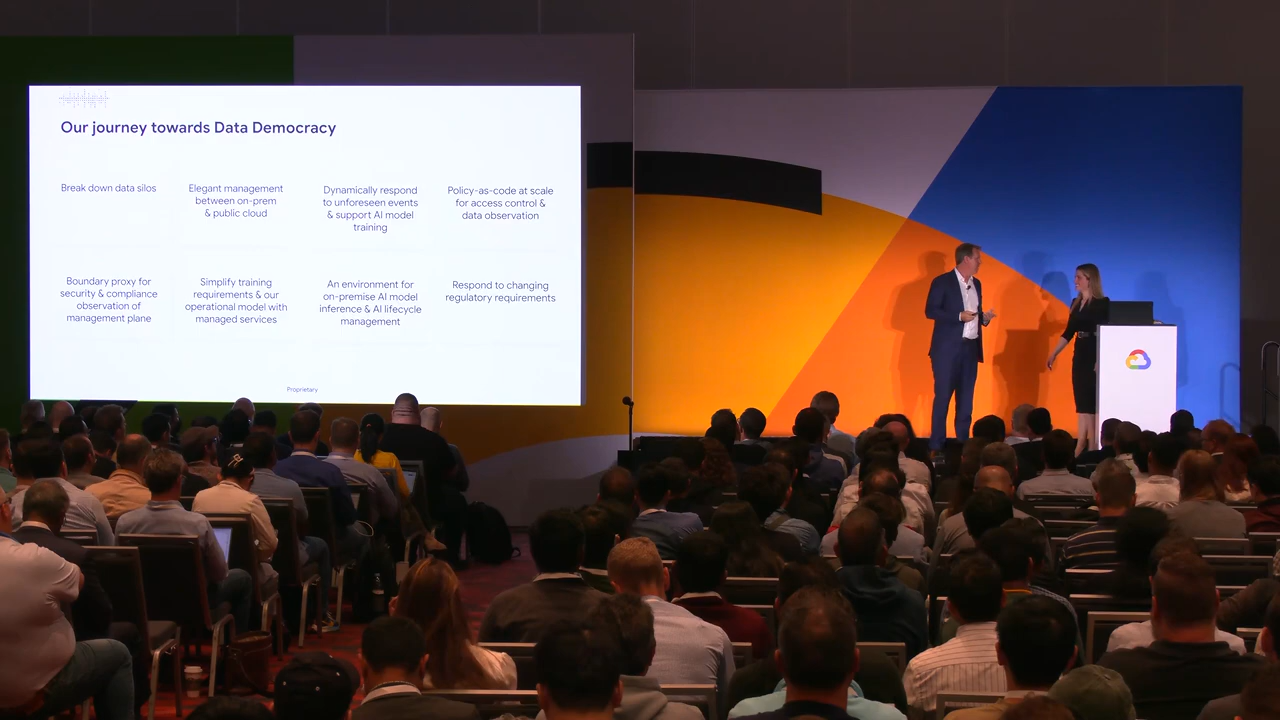 Our journey towards Data Democracy
Break down data silos
Elegant management
between on-prem
& public cloud
Dynamically respond
to unforeseen events
& support AI model
training
Policy-as-code at scale
for access control &
data observation
Boundary proxy for
security & compliance
observation of
management plane
Simplify training
requirements & our
operational model with
managed services
An environment for
on-premise AI model
inference & AI lifecycle
management
Respond to changing
regulatory requirements
Proprietary